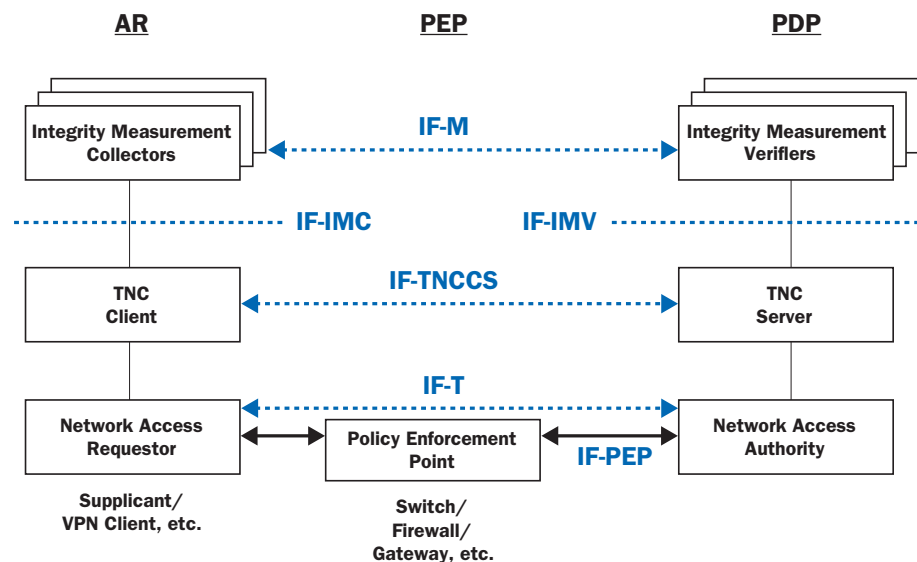 AR
PEP
PDP
Integrity Measurement
Collectors
IF-M
Integrity Measurement
Veriflers
IF-IMC
IF-IMV
TNC
Client
IF-TNCCS
TNC
Server
IF-T
Network Access
Requestor
Policy Enforcement
Point
IF-PEP
Network Access
Authority
Supplicant/
VPN Client, etc.
Switch/
Firewall/
Gateway, etc.